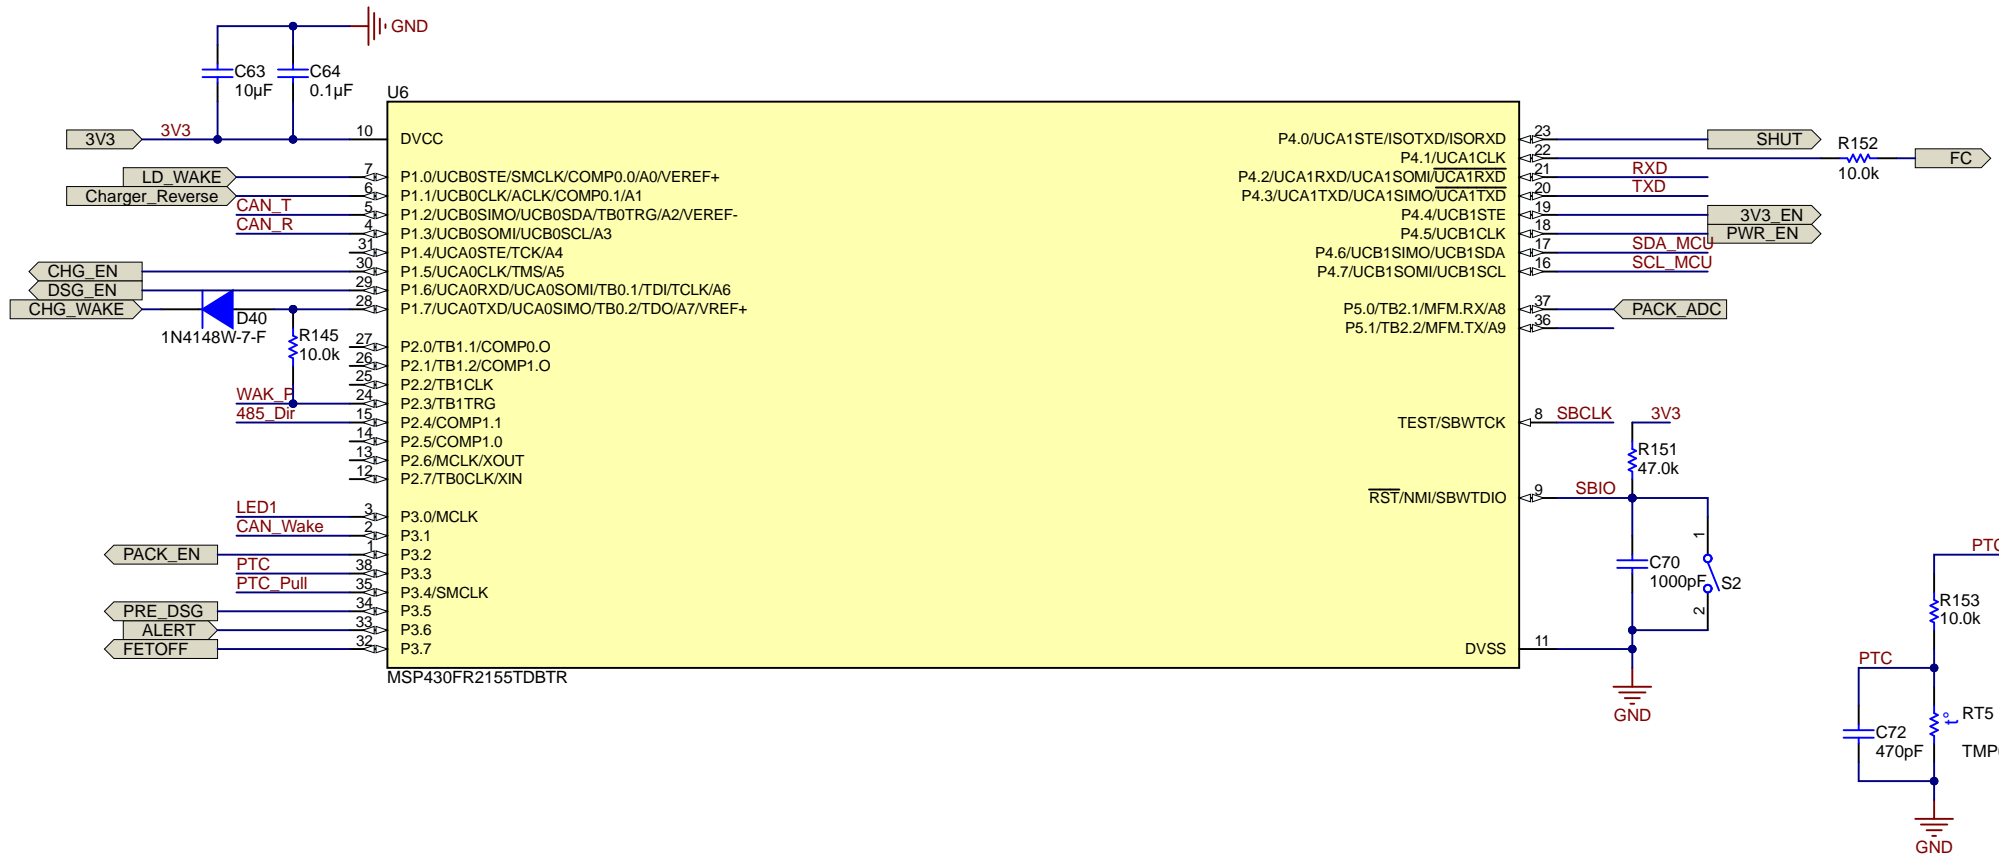 GND
C63
10µF
C64
0.1µF
3V3
3V3
LD_WAKE
Charger_Reverse
CAN_T
CAN_R
CHG_EN
DSG_EN
CHG_WAKE
D40
1N4148W-7-F
R145
10.0k
WAK_P
485_Dir
LED1
CAN_Wake
PACK_EN
PTC
PTC_Pull
PRE_DSG
ALERT
FETOFF
U6
10 DVCC
7 P1.0/UCB0STE/SMCLK/COMP0.0/A0/VEREF+
6 P1.1/UCB0CLK/ACLK/COMP0.1/A1
5 P1.2/UCB0SIMO/UCB0SDA/TB0TRG/A2/VEREF-
4 P1.3/UCB0SOMI/UCB0SCL/A3
31 P1.4/UCA0STE/TCK/A4
30 P1.5/UCA0CLK/TMS/A5
29 P1.6/UCA0RXD/UCA0SOMI/TB0.1/TDI/TCLK/A6
28 P1.7/UCA0TXD/UCA0SIMO/TB0.2/TDO/A7/VREF+
27 P2.0/TB1.1/COMP0.O
26 P2.1/TB1.2/COMP1.O
25 P2.2/TB1CLK
24 P2.3/TB1TRG
15 P2.4/COMP1.1
14 P2.5/COMP1.0
13 P2.6/MCLK/XOUT
12 P2.7/TB0CLK/XIN
3 P3.0/MCLK
2 P3.1
1 P3.2
38 P3.3
35 P3.4/SMCLK
34 P3.5
33 P3.6
32 P3.7
MSP430FR2155TDBTR
P4.0/UCA1STE/ISOTXD/ISORXD 23
P4.1/UCA1CLK 22
P4.2/UCA1RXD/UCA1SOMI/UCA1RXD 21
P4.3/UCA1TXD/UCA1SIMO/UCA1TXD 20
P4.4/UCB1STE 19
P4.5/UCB1CLK 18
P4.6/UCB1SIMO/UCB1SDA 17
P4.7/UCB1SOMI/UCB1SCL 16
P5.0/TB2.1/MFM.RX/A8 37
P5.1/TB2.2/MFM.TX/A9 36
TEST/SBWTCK 8
RST/NMI/SBWTDIO 9
DVSS 11
SHUT
R152
10.0k
FC
RXD
TXD
3V3_EN
PWR_EN
SDA_MCU
SCL_MCU
PACK_ADC
SBCLK
3V3
R151
47.0k
SBIO
C70
1000pF
1
2
S2
GND
R153
10.0k
PTC
C72
470pF
RT5
GND